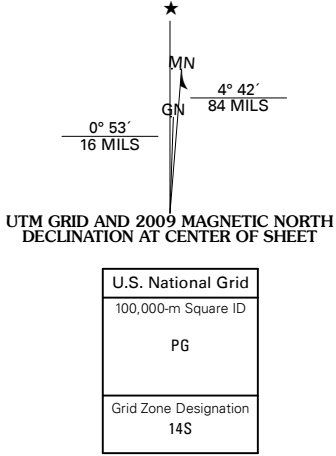 ★
MN
GN
4° 42´
84 MILS
0° 53´
16 MILS
UTM GRID AND 2009 MAGNETIC NORTH
DECLINATION AT CENTER OF SHEET
U.S. National Grid
100,000-m Square ID
PG
Grid Zone Designation
14S